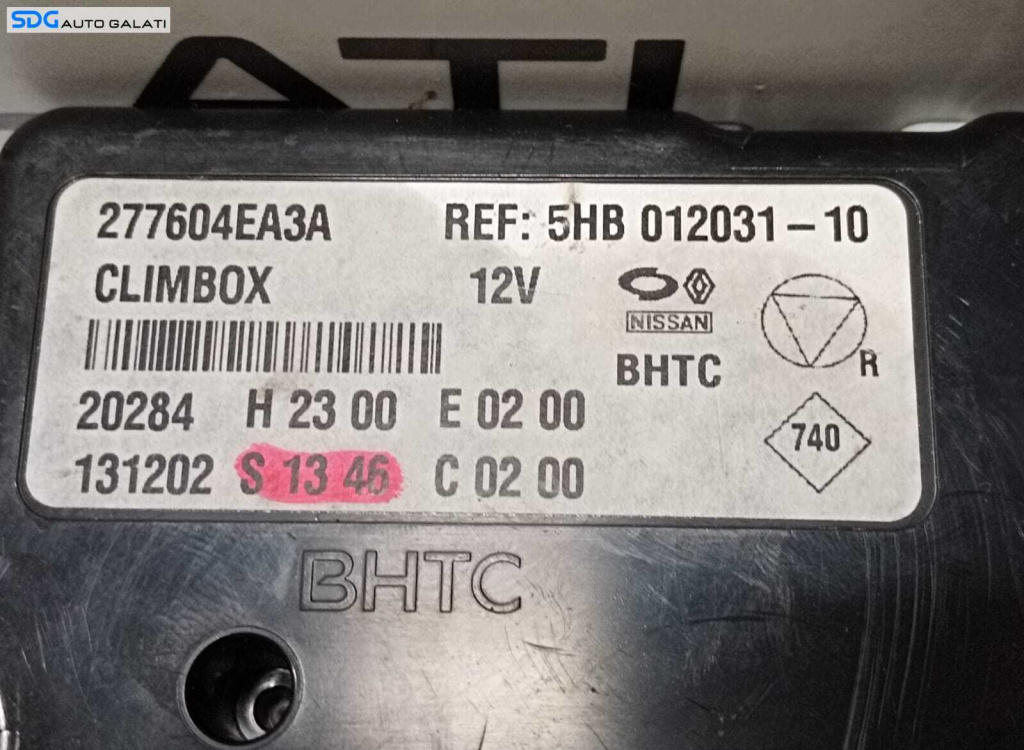 SDG AUTO GALATI
277604EA3A REF: 5HB 012031-10
CLIMBOX 12V
NISSAN
BHTC
R
20284 H 23 00 E 02 00
740
131202 S 13 46 C 02 00
BHTC